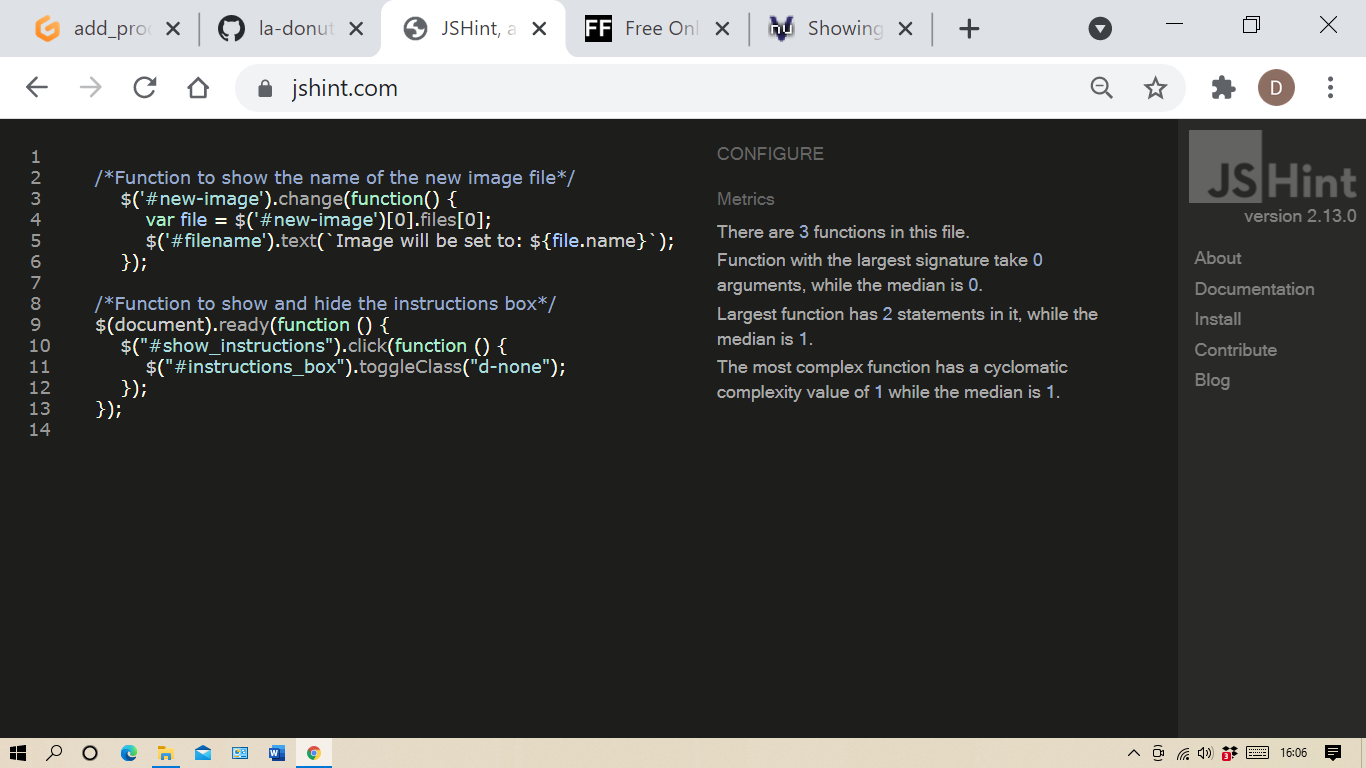 add_proc
la-donut
JSHint, a
FF
Free Onl
nu
Showing
jshint.com
D
1
2 /*Function to show the name of the new image file*/
3 $('#new-image').change(function() {
4 var file = $('#new-image')[0].files[0];
5 $('#filename').text(`Image will be set to: ${file.name}`);
6 });
7
8 /*Function to show and hide the instructions box*/
9 $(document).ready(function () {
10 $("#show_instructions").click(function () {
11 $("#instructions_box").toggleClass("d-none");
12 });
13 });
14
CONFIGURE
Metrics
There are 3 functions in this file.
Function with the largest signature take 0
arguments, while the median is 0.
Largest function has 2 statements in it, while the
median is 1.
The most complex function has a cyclomatic
complexity value of 1 while the median is 1.
JSHint
version 2.13.0
About
Documentation
Install
Contribute
Blog
3
16:06